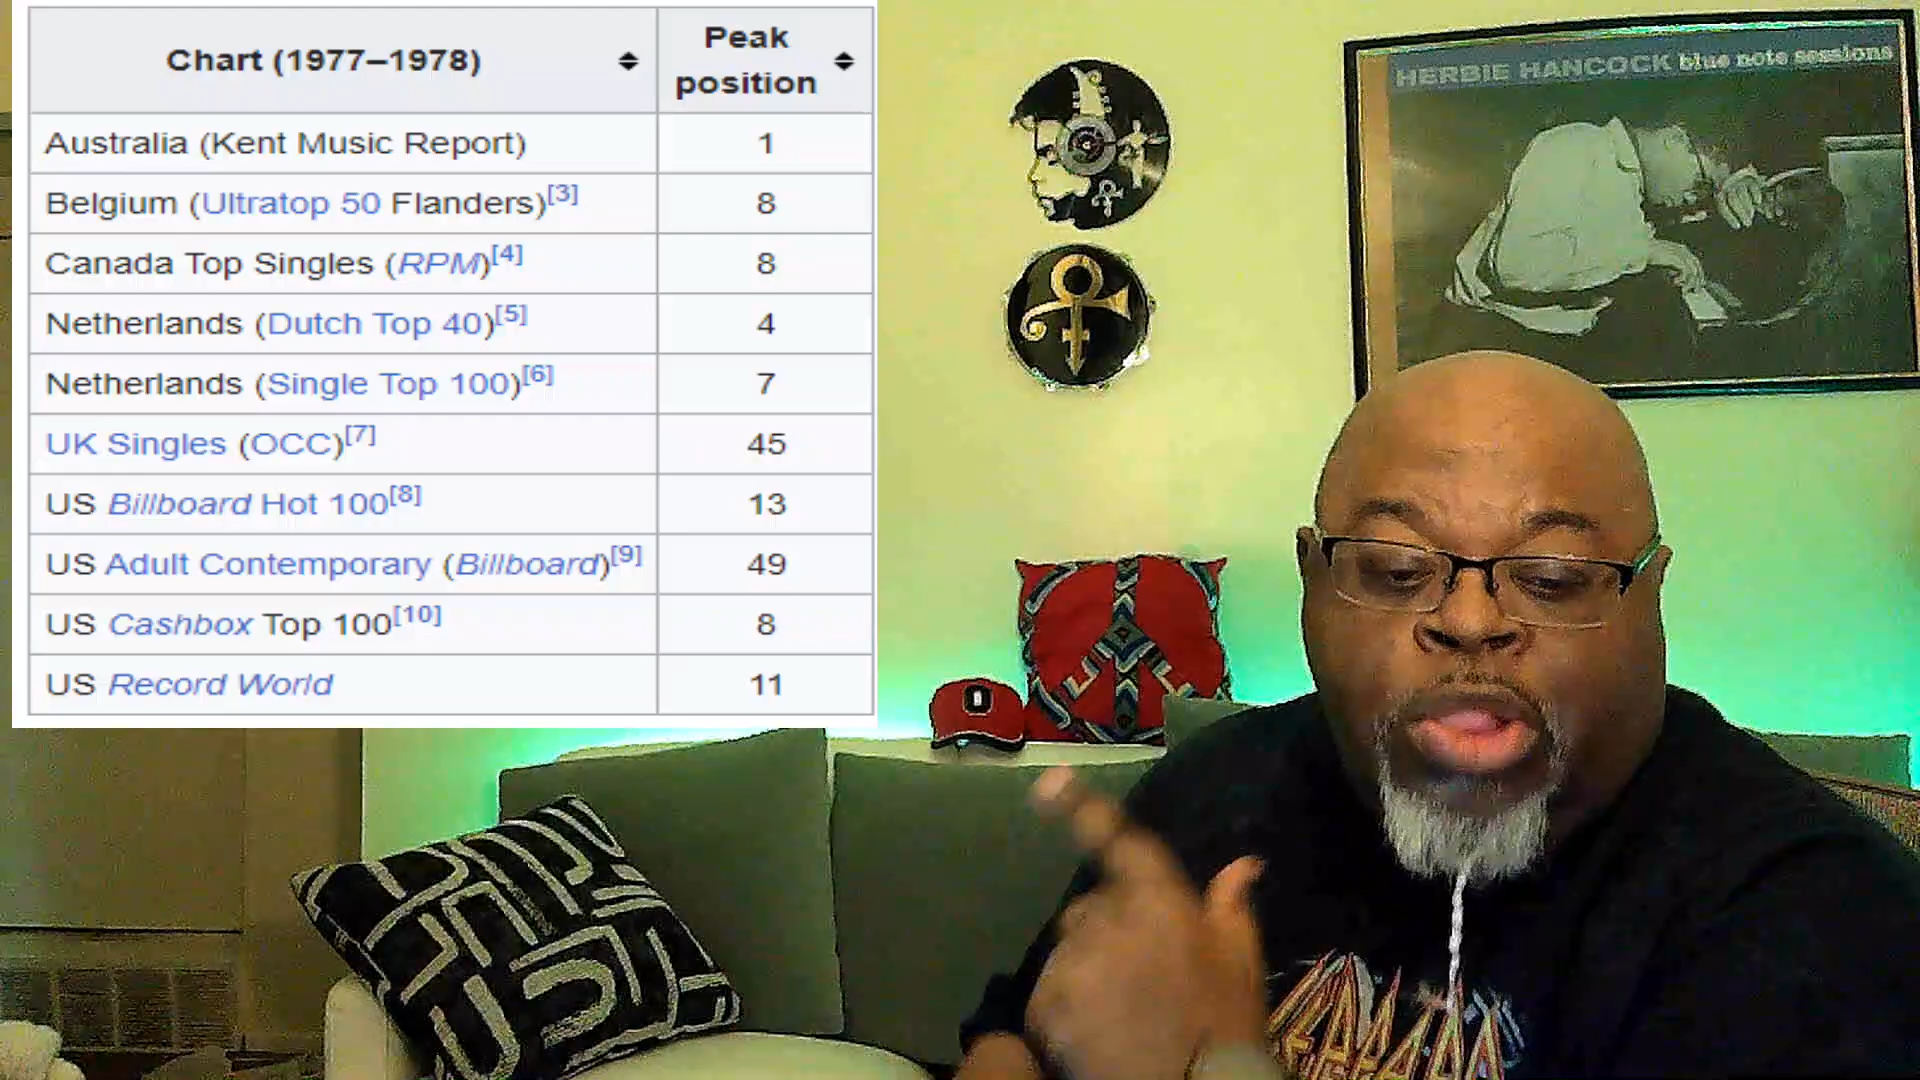 Chart (1977–1978) Peak position
Australia (Kent Music Report) 1
Belgium (Ultratop 50 Flanders)[3] 8
Canada Top Singles (RPM)[4] 8
Netherlands (Dutch Top 40)[5] 4
Netherlands (Single Top 100)[6] 7
UK Singles (OCC)[7] 45
US Billboard Hot 100[8] 13
US Adult Contemporary (Billboard)[9] 49
US Cashbox Top 100[10] 8
US Record World 11
HERBIE HANCOCK blue note sessions